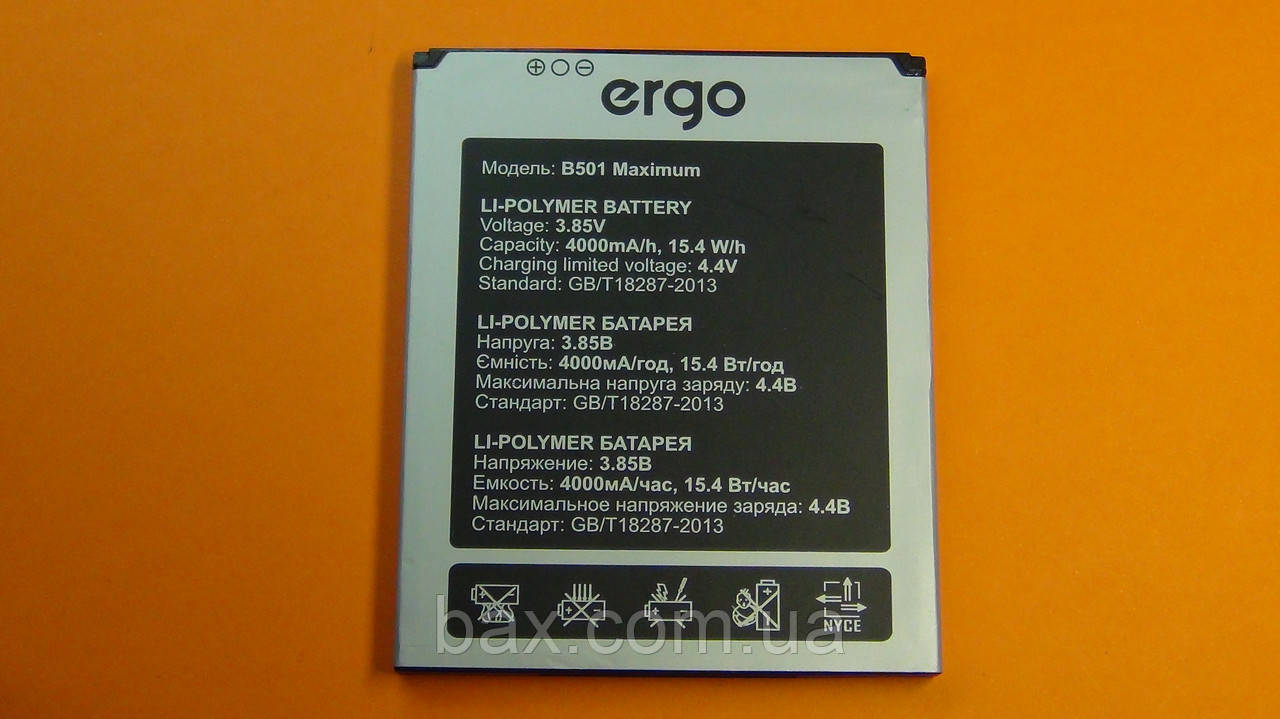 ergo
Модель: B501 Maximum
LI-POLYMER BATTERY
Voltage: 3.85V
Capacity: 4000mA/h, 15.4 W/h
Charging limited voltage: 4.4V
Standard: GB/T18287-2013
LI-POLYMER БАТАРЕЯ
Напруга: 3.85В
Ємність: 4000мА/год, 15.4 Вт/год
Максимальна напруга заряду: 4.4В
Стандарт: GB/T18287-2013
LI-POLYMER БАТАРЕЯ
Напряжение: 3.85В
Емкость: 4000мА/час, 15.4 Вт/час
Максимальное напряжение заряда: 4.4В
Стандарт: GB/T18287-2013
NYCE
bax.com.ua